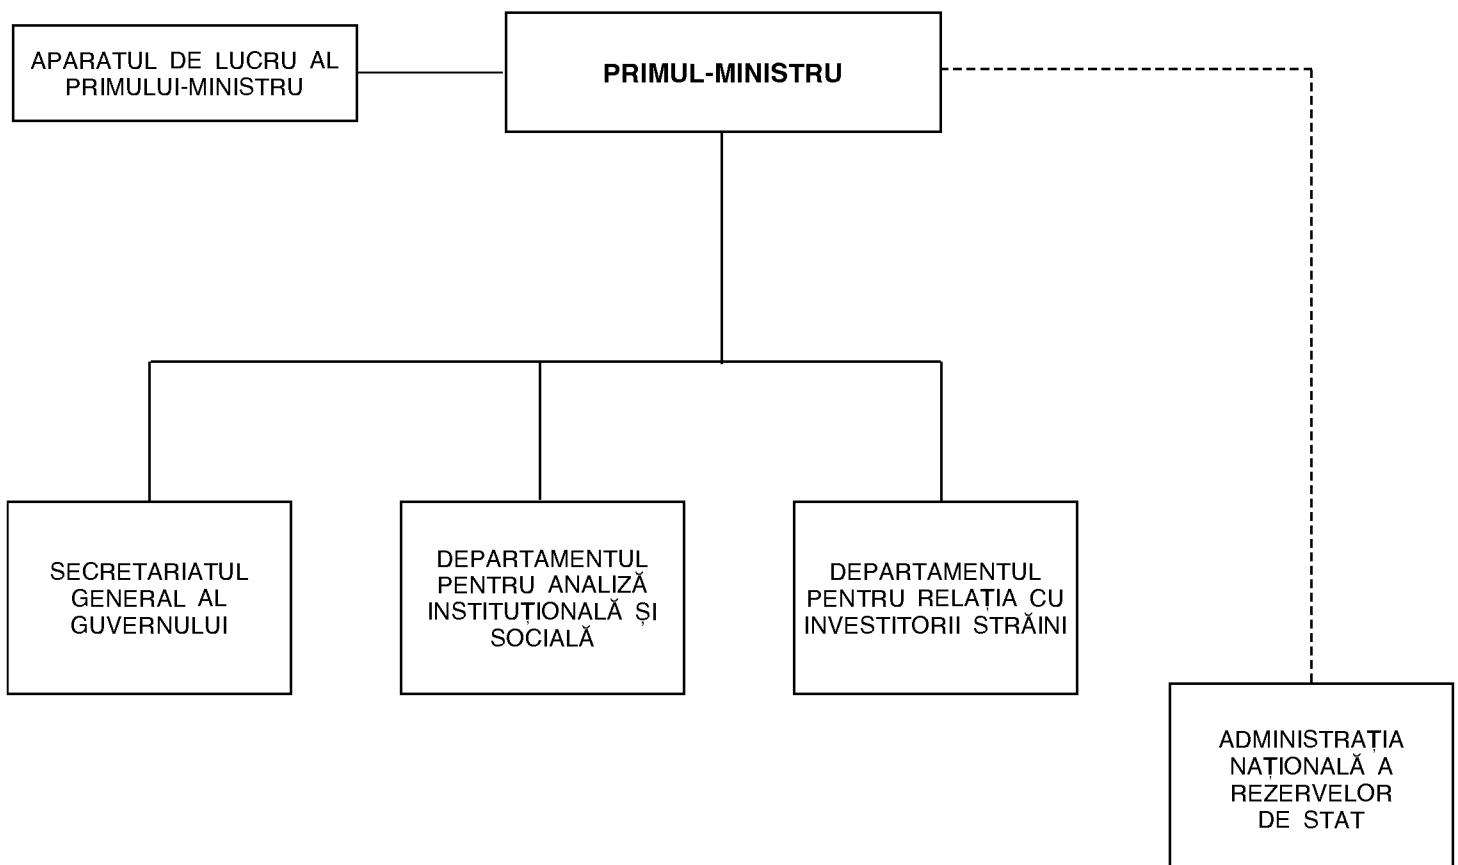 APARATUL DE LUCRU AL
PRIMULUI-MINISTRU
PRIMUL-MINISTRU
SECRETARIATUL
GENERAL AL
GUVERNULUI
DEPARTAMENTUL
PENTRU ANALIZĂ
INSTITUȚIONALĂ ȘI
SOCIALĂ
DEPARTAMENTUL
PENTRU RELAȚIA CU
INVESTITORII STRĂINI
ADMINISTRAȚIA
NAȚIONALĂ A
REZERVELOR
DE STAT